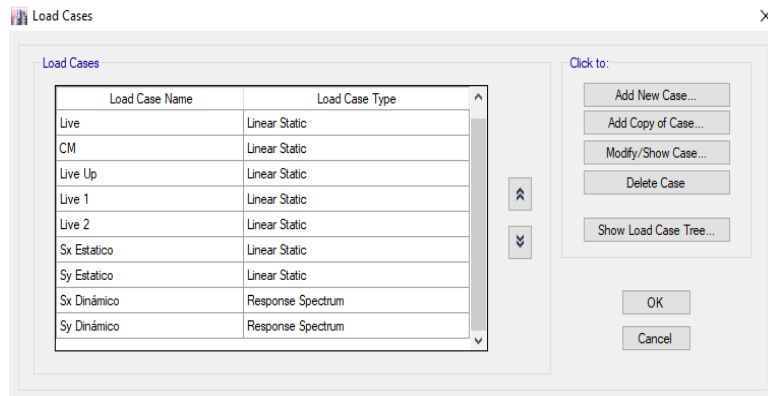 Load Cases
Load Cases
Load Case Name Load Case Type
Live Linear Static
CM Linear Static
Live Up Linear Static
Live 1 Linear Static
Live 2 Linear Static
Sx Estatico Linear Static
Sy Estatico Linear Static
Sx Dinámico Response Spectrum
Sy Dinámico Response Spectrum
Click to:
Add New Case...
Add Copy of Case...
Modify/Show Case...
Delete Case
Show Load Case Tree...
OK
Cancel